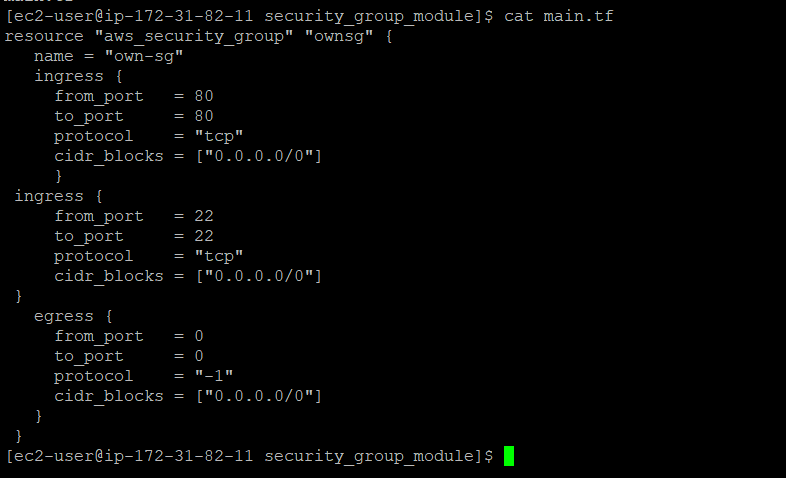 [ec2-user@ip-172-31-82-11 security_group_module]$ cat main.tf
resource "aws_security_group" "ownsg" {
   name = "own-sg"
   ingress {
     from_port   = 80
     to_port     = 80
     protocol    = "tcp"
     cidr_blocks = ["0.0.0.0/0"]
     }
 ingress {
     from_port   = 22
     to_port     = 22
     protocol    = "tcp"
     cidr_blocks = ["0.0.0.0/0"]
 }
   egress {
     from_port   = 0
     to_port     = 0
     protocol    = "-1"
     cidr_blocks = ["0.0.0.0/0"]
   }
 }
[ec2-user@ip-172-31-82-11 security_group_module]$